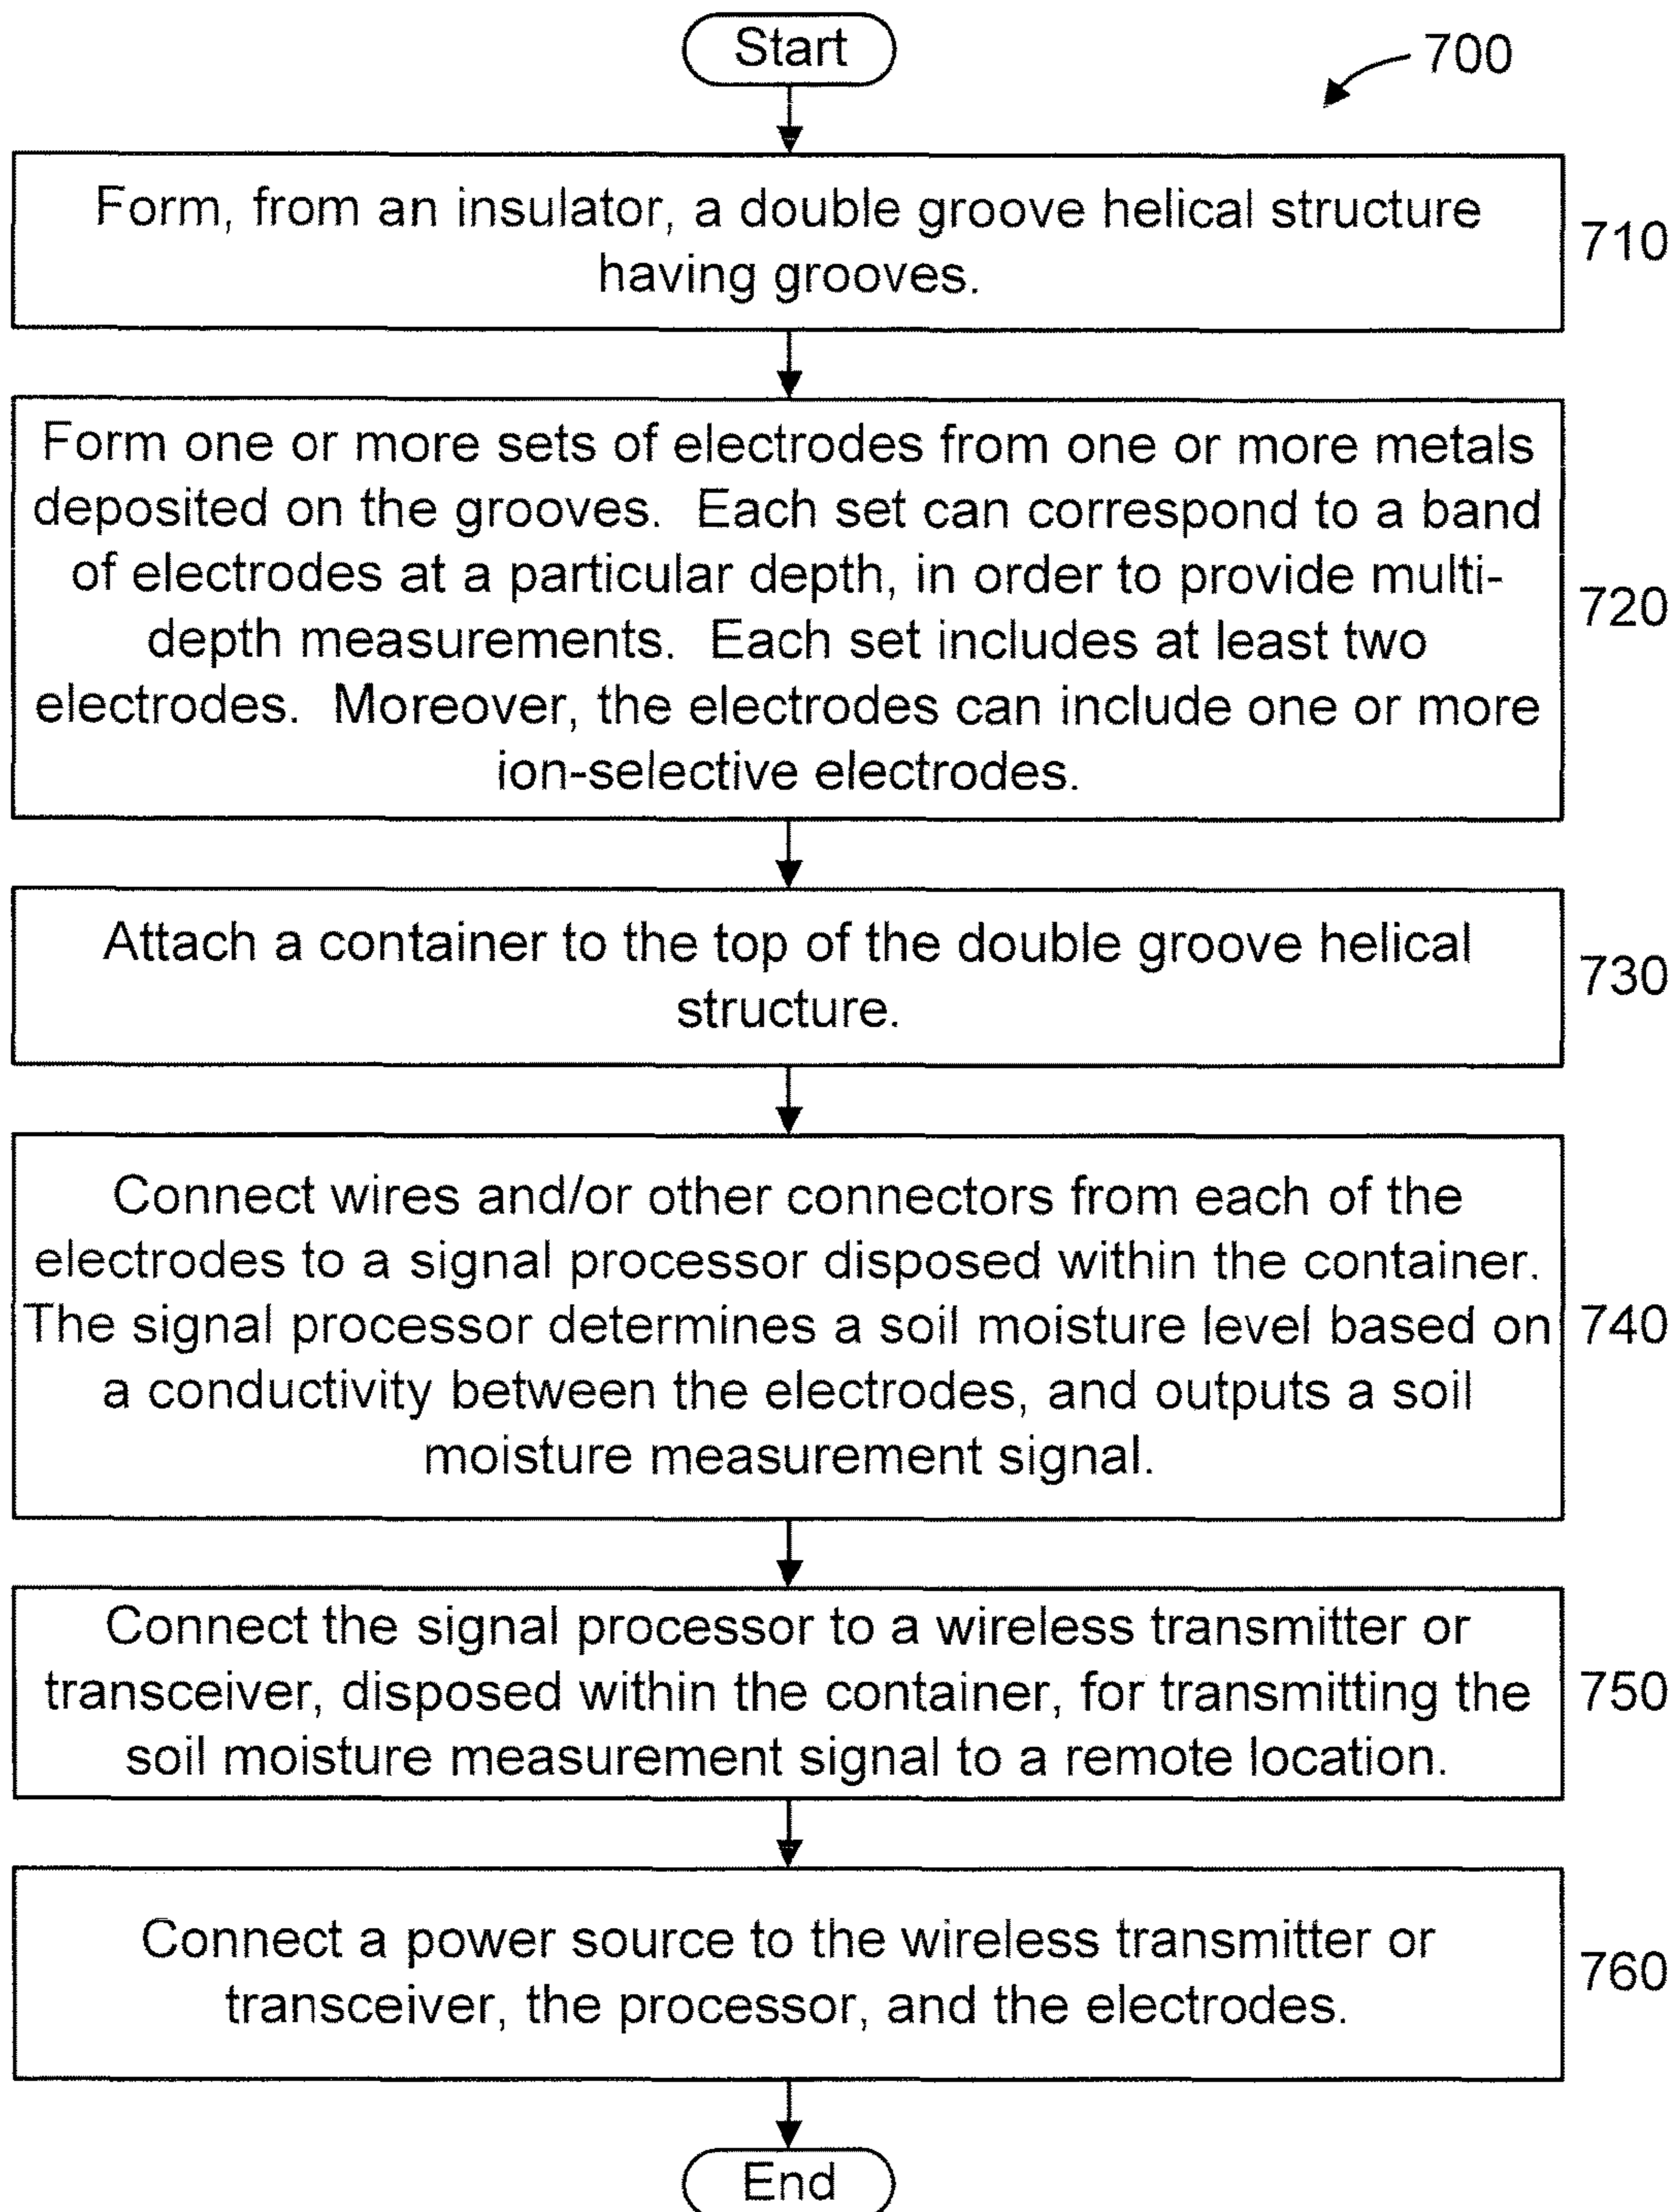 Start
700
Form, from an insulator, a double groove helical structure
having grooves.
710
Form one or more sets of electrodes from one or more metals
deposited on the grooves. Each set can correspond to a band
of electrodes at a particular depth, in order to provide multi-
depth measurements. Each set includes at least two
electrodes. Moreover, the electrodes can include one or more
ion-selective electrodes.
720
Attach a container to the top of the double groove helical
structure.
730
Connect wires and/or other connectors from each of the
electrodes to a signal processor disposed within the container.
The signal processor determines a soil moisture level based on
a conductivity between the electrodes, and outputs a soil
moisture measurement signal.
740
Connect the signal processor to a wireless transmitter or
transceiver, disposed within the container, for transmitting the
soil moisture measurement signal to a remote location.
750
Connect a power source to the wireless transmitter or
transceiver, the processor, and the electrodes.
760
End